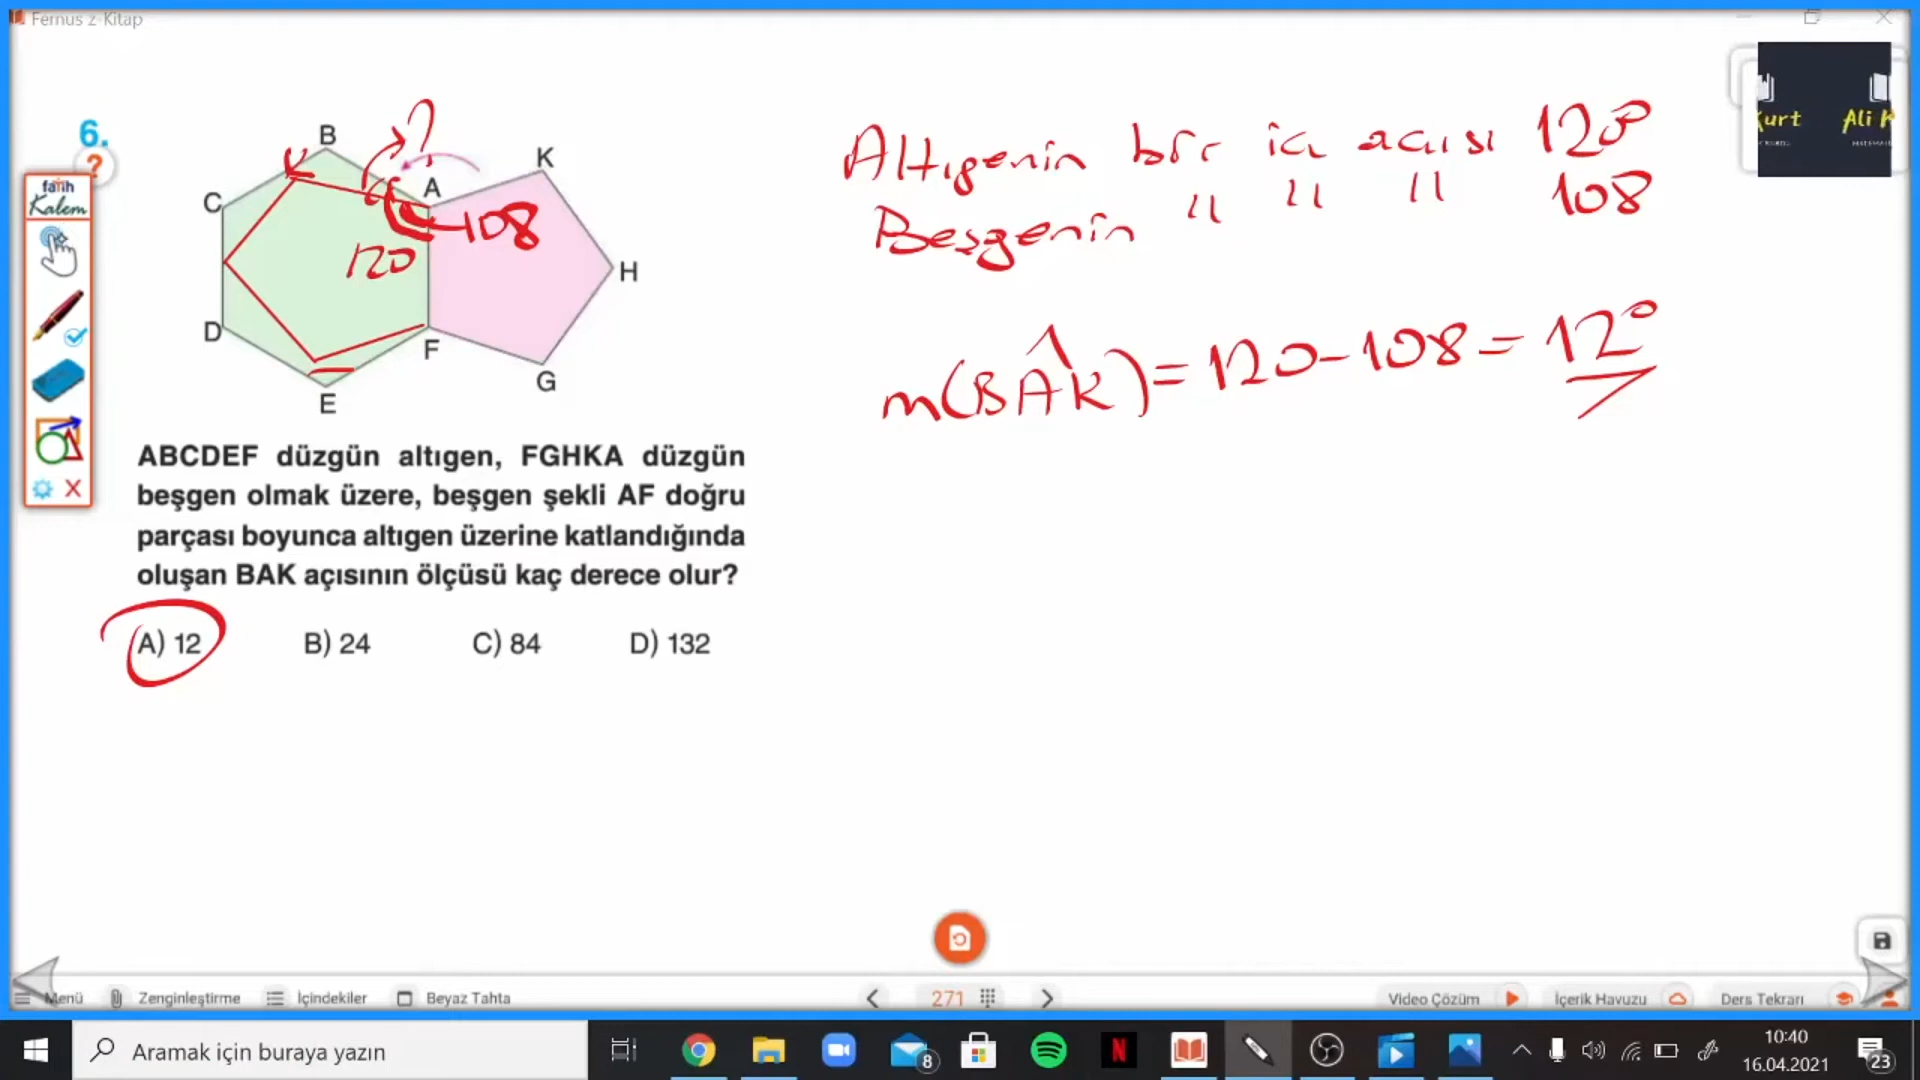 Fernus z-Kitap
6.
?
fatih
Kalem
B
?
K
K
C
A
108
120
H
D
F
G
E
Altıgenin bir iç açısı 120°
Beşgenin " " " 108
m(BAK) = 120 - 108 = 12°
Kurt
Ali K
ABCDEF düzgün altıgen, FGHKA düzgün
beşgen olmak üzere, beşgen şekli AF doğru
parçası boyunca altıgen üzerine katlandığında
oluşan BAK açısının ölçüsü kaç derece olur?
A) 12 B) 24 C) 84 D) 132
Menü Zenginleştirme İçindekiler Beyaz Tahta 271 Video Çözüm İçerik Havuzu Ders Tekrarı
Aramak için buraya yazın
8
N
10:40
16.04.2021
23